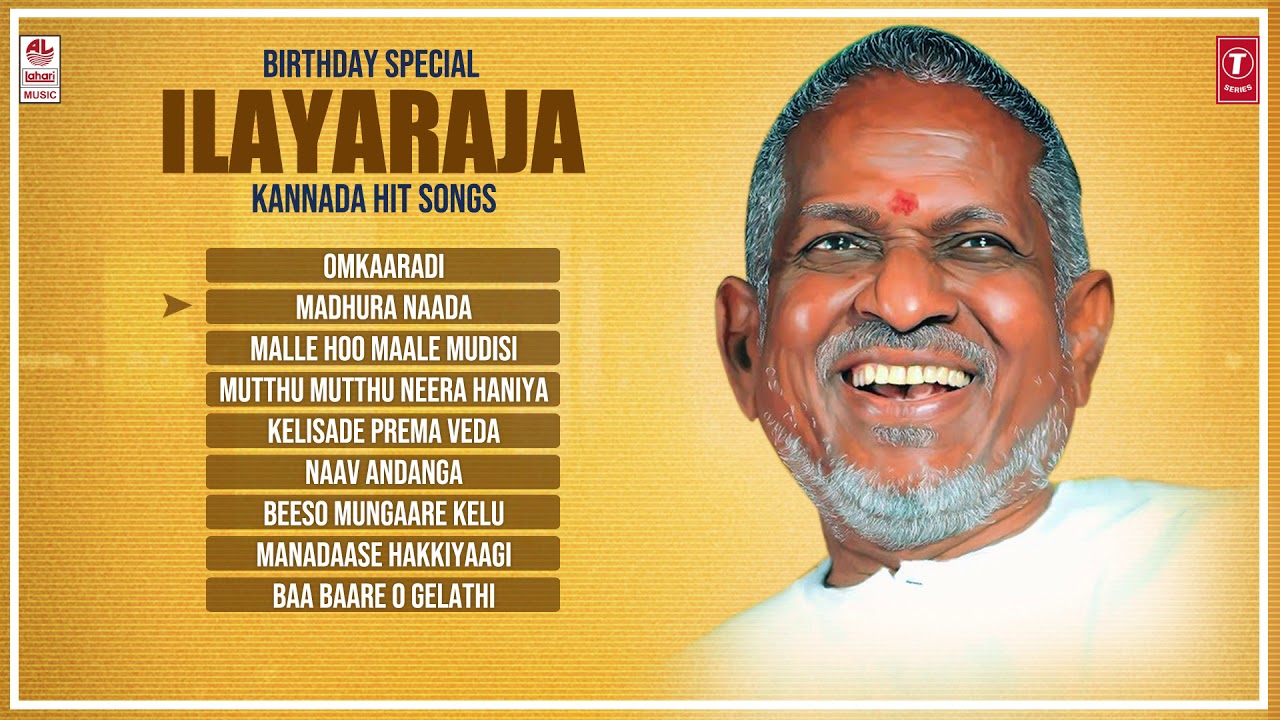 AL
lahari
MUSIC
BIRTHDAY SPECIAL
ILAYARAJA
KANNADA HIT SONGS
T
SERIES
OMKAARADI
MADHURA NAADA
MALLE HOO MAALE MUDISI
MUTTHU MUTTHU NEERA HANIYA
KELISADE PREMA VEDA
NAAV ANDANGA
BEESO MUNGAARE KELU
MANADAASE HAKKIYAAGI
BAA BAARE O GELATHI